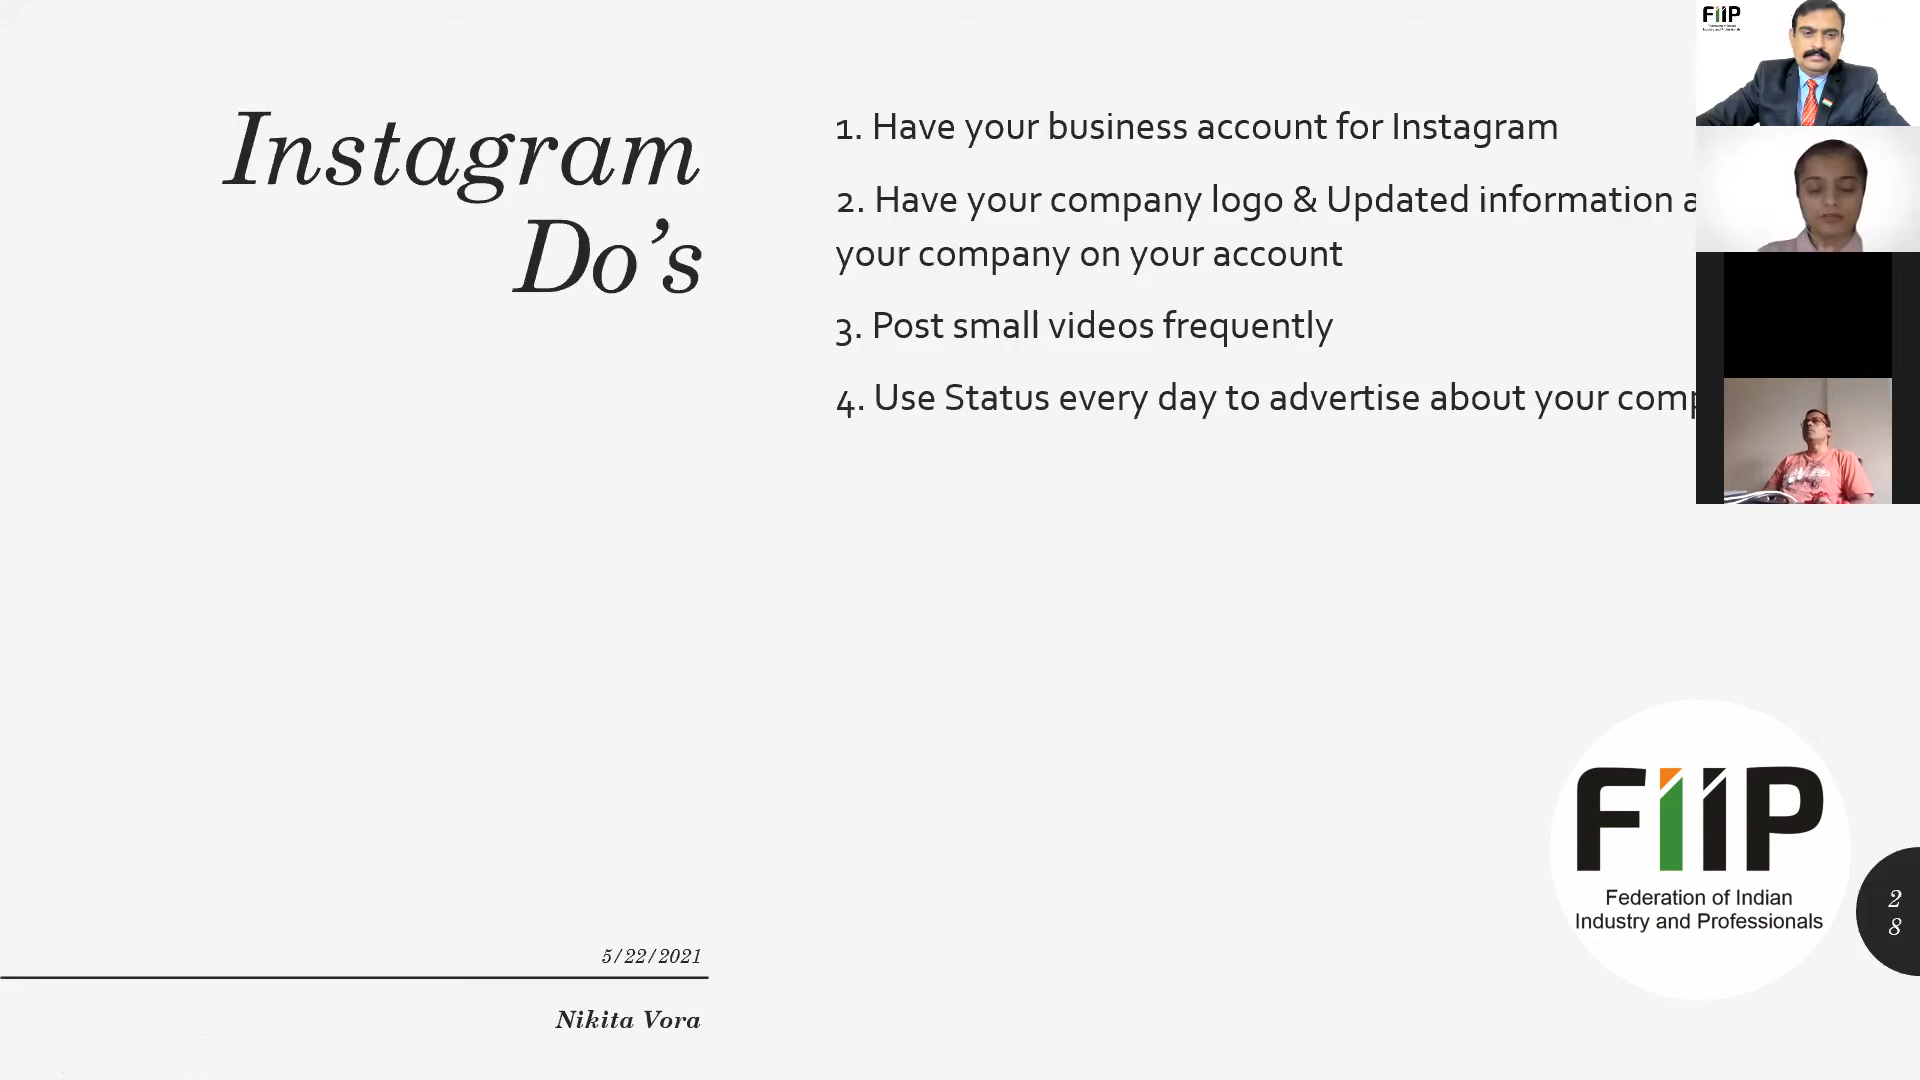 Instagram
Do’s
1. Have your business account for Instagram
2. Have your company logo & Updated information
your company on your account
3. Post small videos frequently
4. Use Status every day to advertise about your
FIIP
FIIP
Federation of Indian
Industry and Professionals
2
8
5/22/2021
Nikita Vora